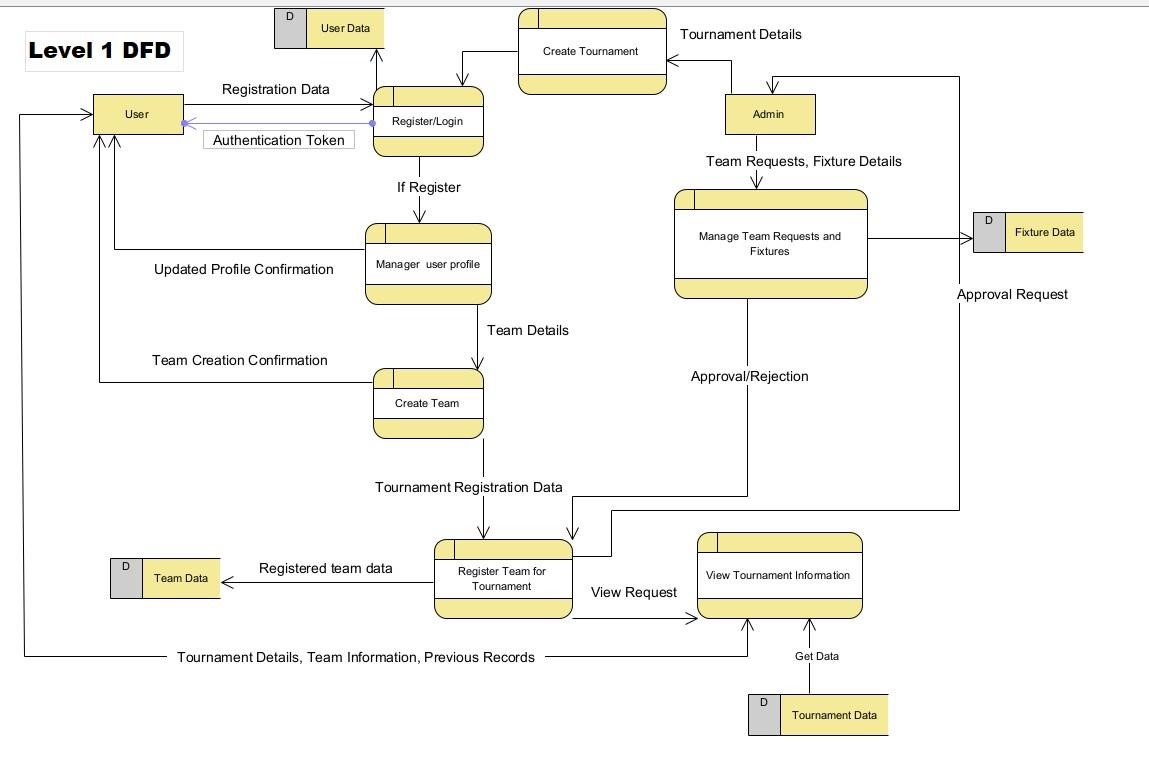 D
User Data
Create Tournament
Tournament Details
Level 1 DFD
Registration Data
User
Register/Login
Admin
Authentication Token
Team Requests, Fixture Details
If Register
D
Fixture Data
Manage Team Requests and
Fixtures
Manager  user profile
Updated Profile Confirmation
Approval Request
Team Details
Team Creation Confirmation
Approval/Rejection
Create Team
Tournament Registration Data
D
Team Data
Registered team data
Register Team for
Tournament
View Request
View Tournament Information
Tournament Details, Team Information, Previous Records
Get Data
D
Tournament Data